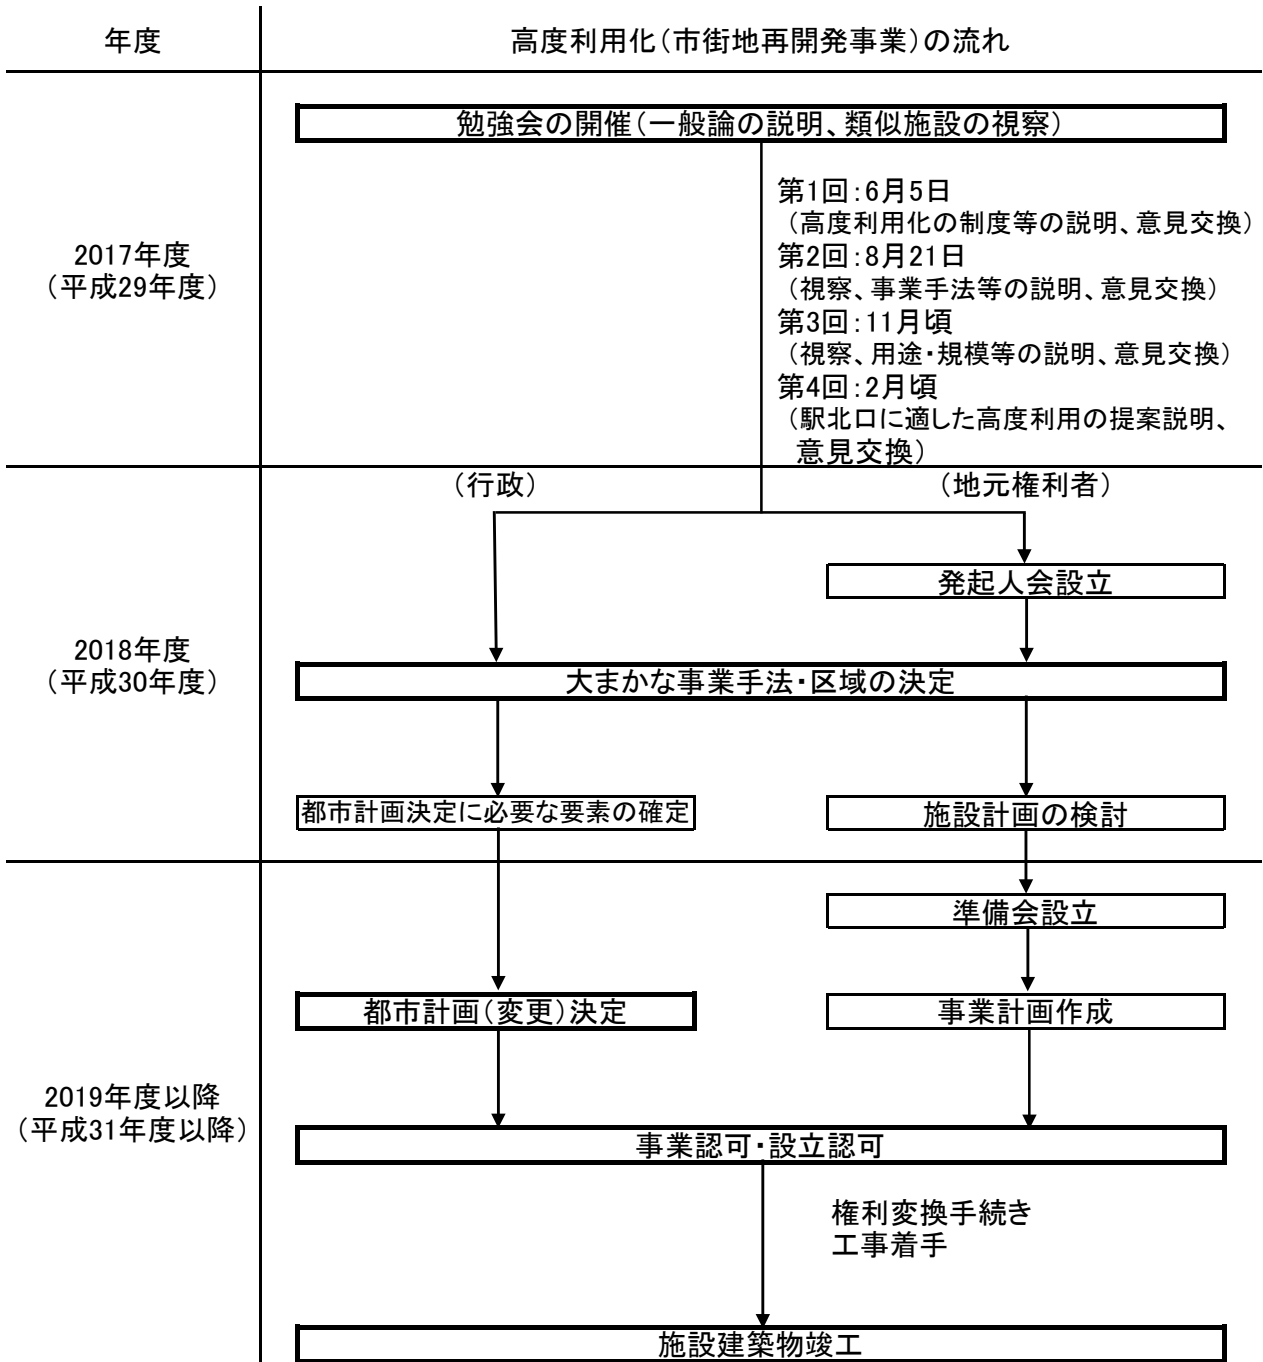 年度
高度利用化(市街地再開発事業)の流れ
2017年度
(平成29年度)
勉強会の開催(一般論の説明、類似施設の視察)
第1回:6月5日
(高度利用化の制度等の説明、意見交換)
第2回:8月21日
(視察、事業手法等の説明、意見交換)
第3回:11月頃
(視察、用途・規模等の説明、意見交換)
第4回:2月頃
(駅北口に適した高度利用の提案説明、
意見交換)
2018年度
(平成30年度)
(行政)
(地元権利者)
発起人会設立
大まかな事業手法・区域の決定
都市計画決定に必要な要素の確定
施設計画の検討
2019年度以降
(平成31年度以降)
準備会設立
都市計画(変更)決定
事業計画作成
事業認可・設立認可
権利変換手続き
工事着手
施設建築物竣工